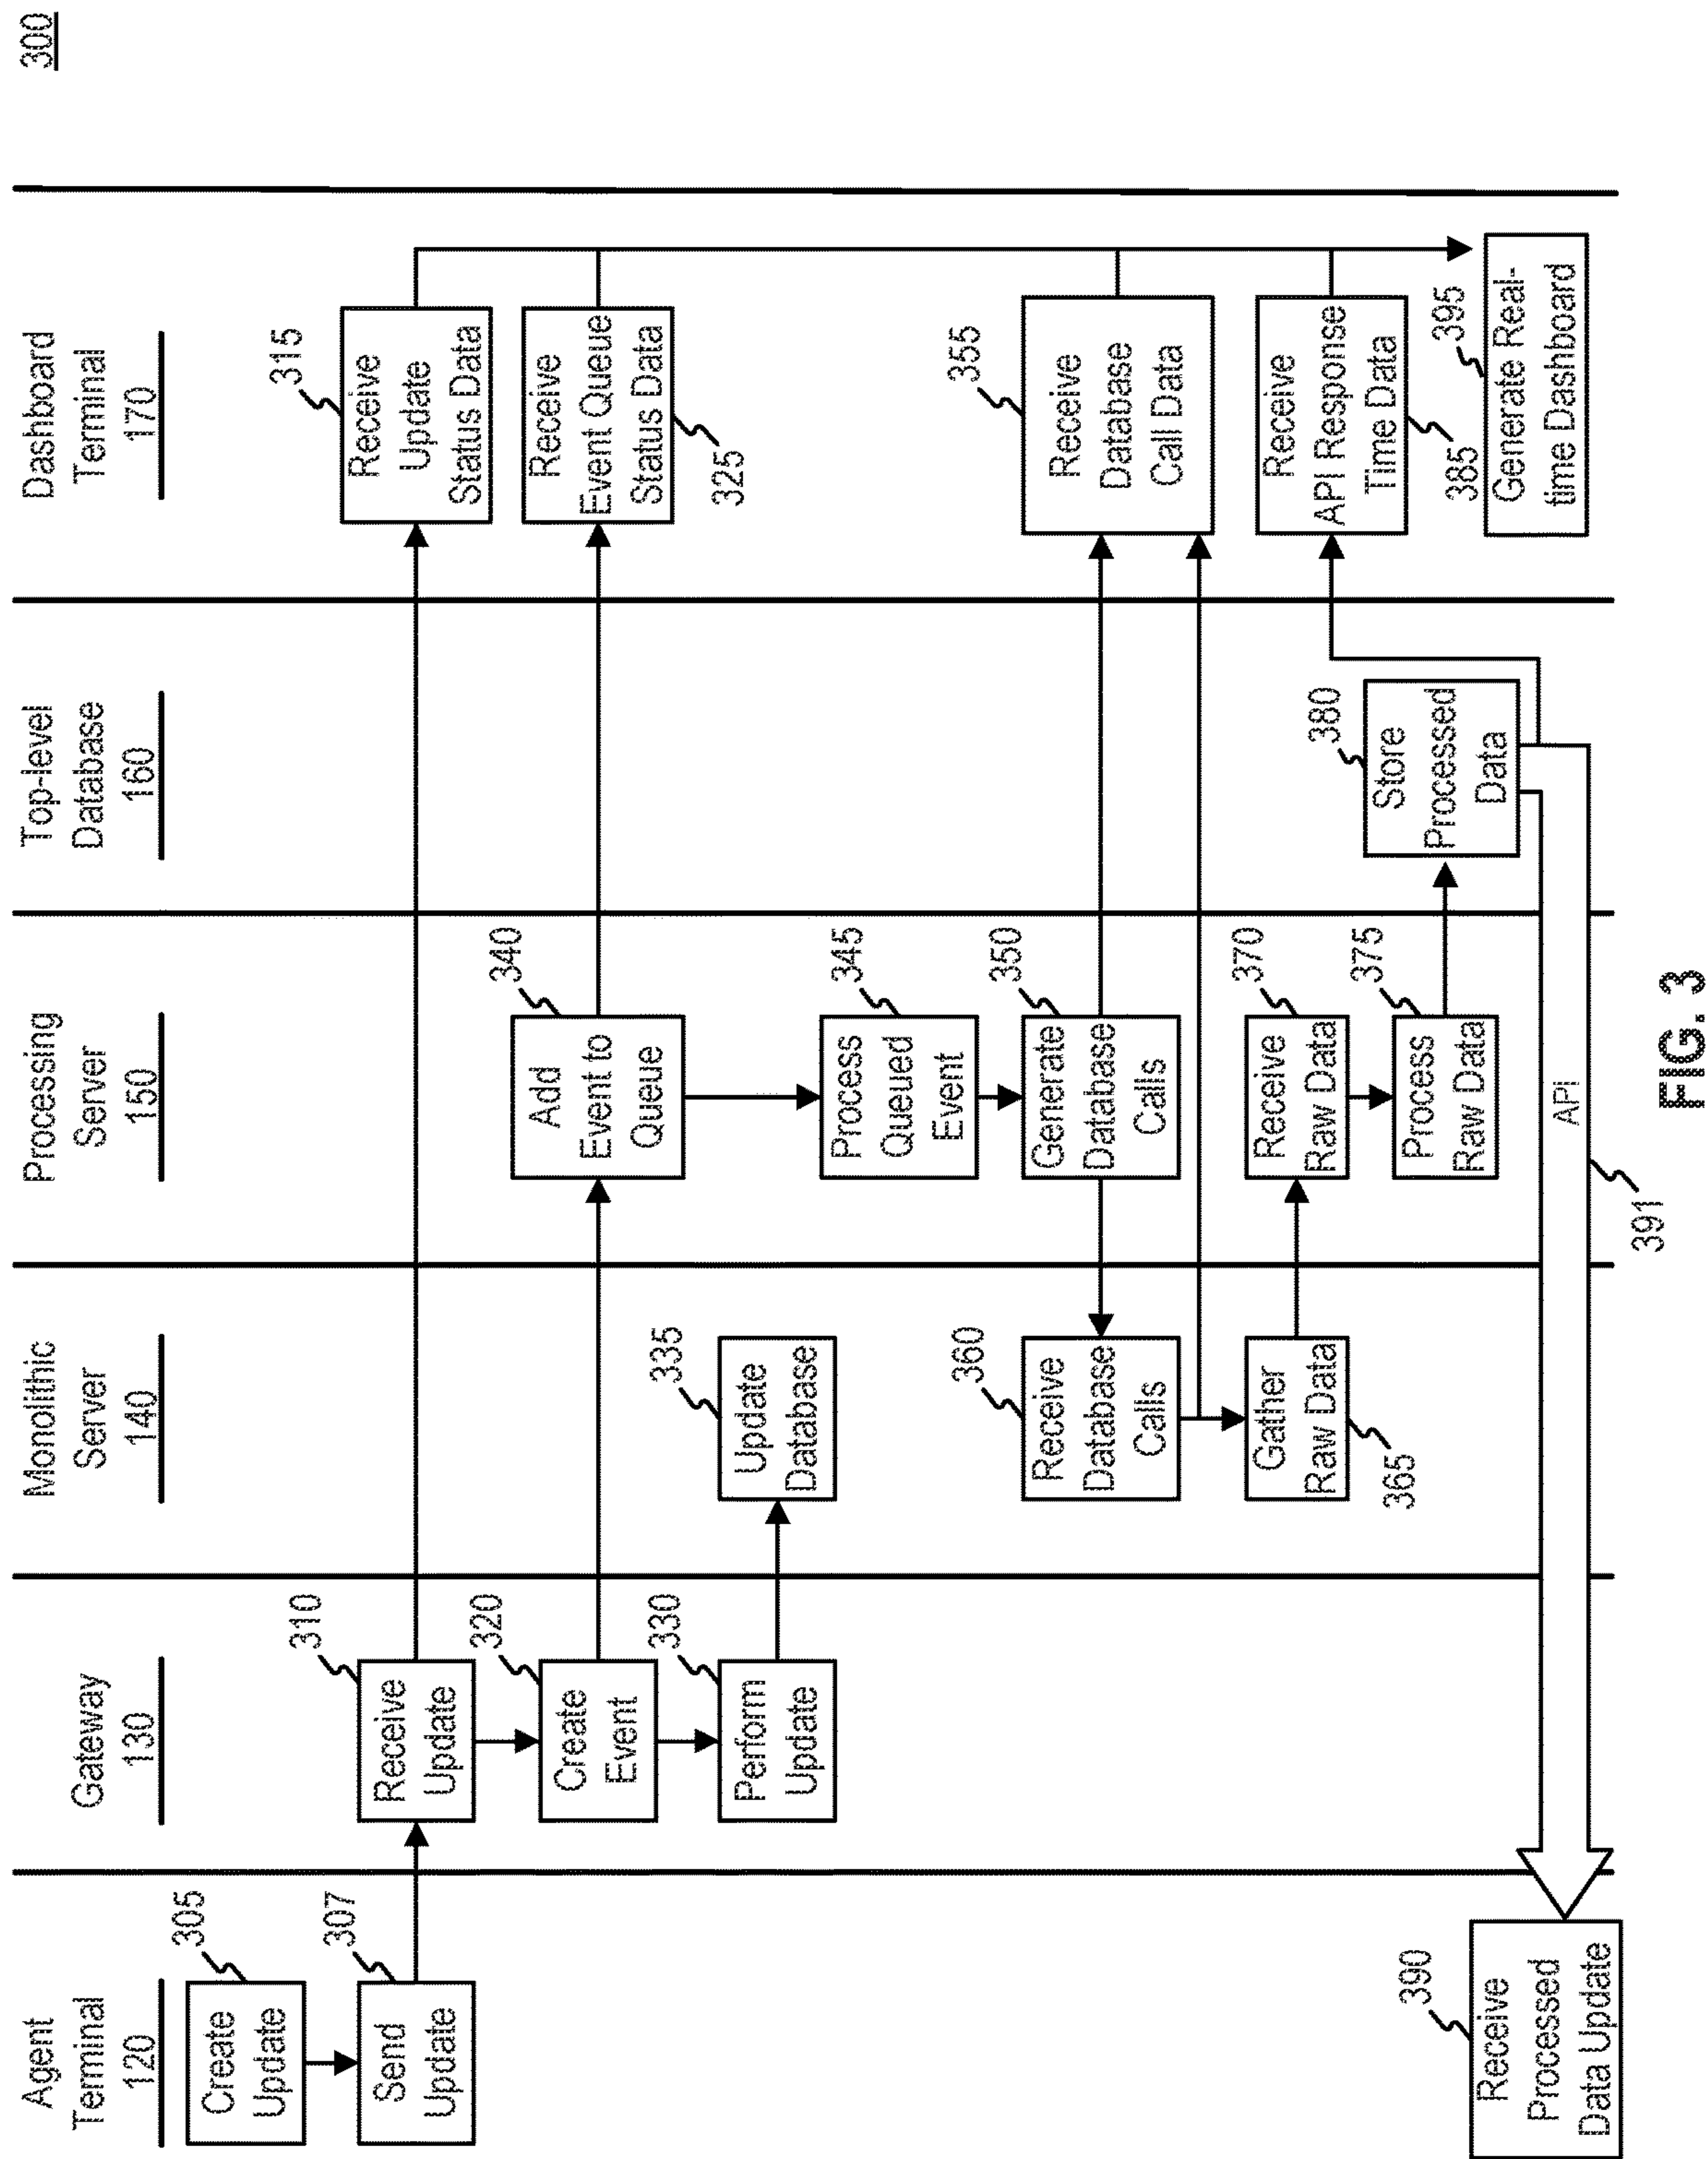 300
Agent
Terminal
120
Gateway
130
Monolithic
Server
140
Processing
Server
150
Top-level
Database
160
Dashboard
Terminal
170
305
Create
Update
307
Send
Update
310
Receive
Update
315
Receive
Update
Status Data
320
Create
Event
340
Add
Event to
Queue
Receive
Event Queue
Status Data
325
330
Perform
Update
335
Update
Database
345
Process
Queued
Event
350
Generate
Database
Calls
355
Receive
Database
Call Data
360
Receive
Database
Calls
Gather
Raw Data
365
370
Receive
Raw Data
375
Process
Raw Data
380
Store
Processed
Data
Receive
API Response
Time Data
385
395
Generate Real-
time Dashboard
390
Receive
Processed
Data Update
API
391
FIG. 3